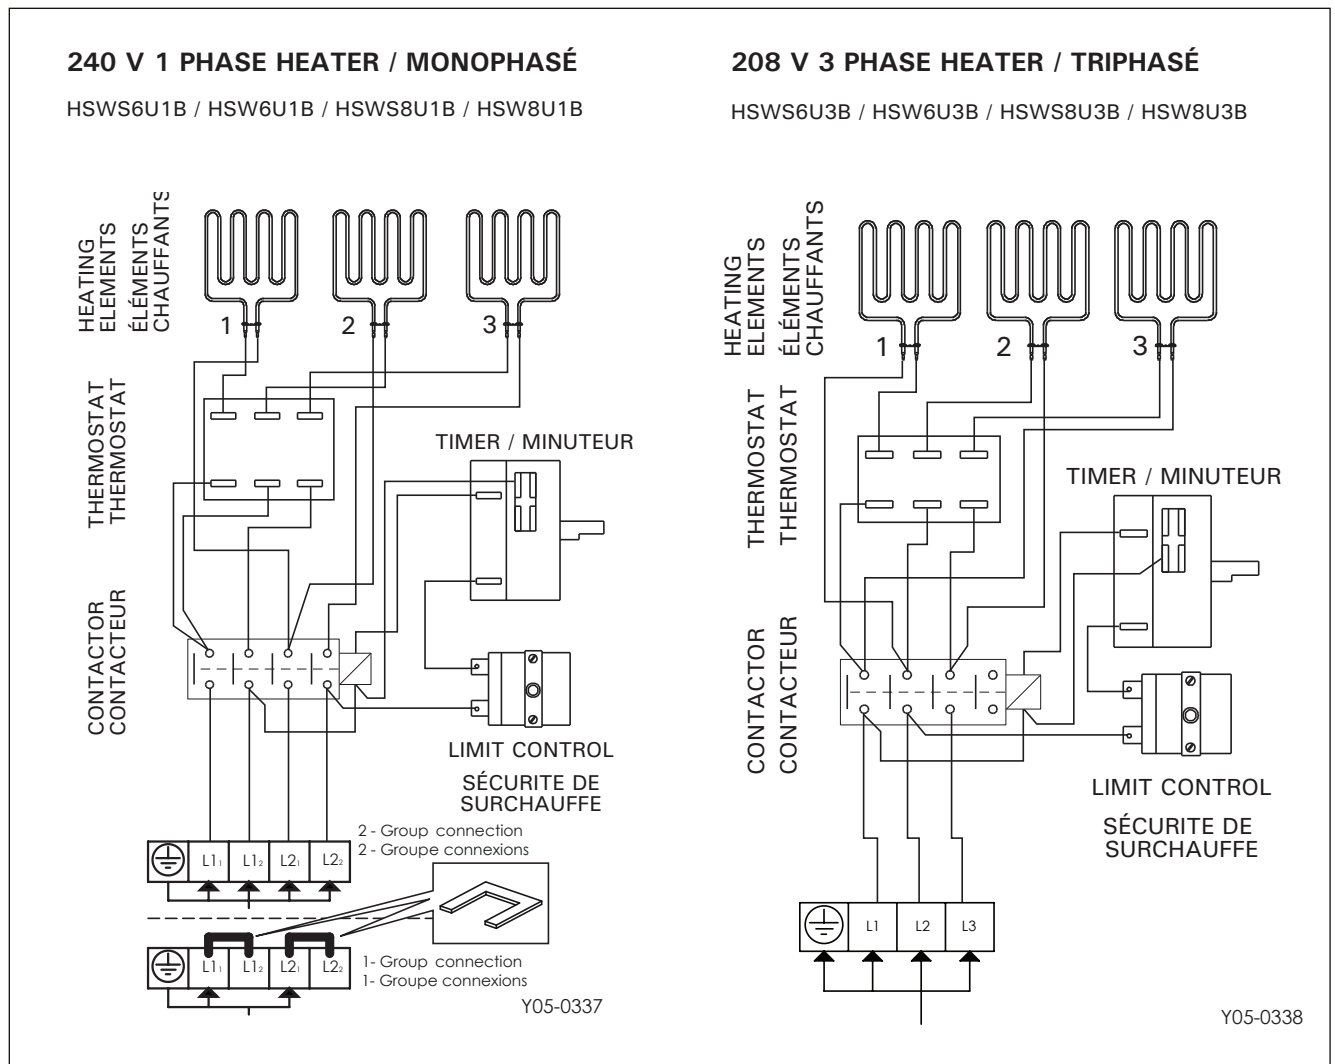 240 V 1 PHASE HEATER / MONOPHASÉ
HSWS6U1B / HSW6U1B / HSWS8U1B / HSW8U1B
HEATING
ELEMENTS
ÉLÉMENTS
CHAUFFANTS
1
2
3
THERMOSTAT
THERMOSTAT
TIMER / MINUTEUR
CONTACTOR
CONTACTEUR
LIMIT CONTROL
SÉCURITE DE
SURCHAUFFE
2 - Group connection
2 - Groupe connexions
L1₁ L1₂ L2₁ L2₂
L1₁ L1₂ L2₁ L2₂
1- Group connection
1- Groupe connexions
Y05-0337
208 V 3 PHASE HEATER / TRIPHASÉ
HSWS6U3B / HSW6U3B / HSWS8U3B / HSW8U3B
HEATING
ELEMENTS
ÉLÉMENTS
CHAUFFANTS
1
2
3
THERMOSTAT
THERMOSTAT
TIMER / MINUTEUR
CONTACTOR
CONTACTEUR
LIMIT CONTROL
SÉCURITE DE
SURCHAUFFE
L1 L2 L3
Y05-0338